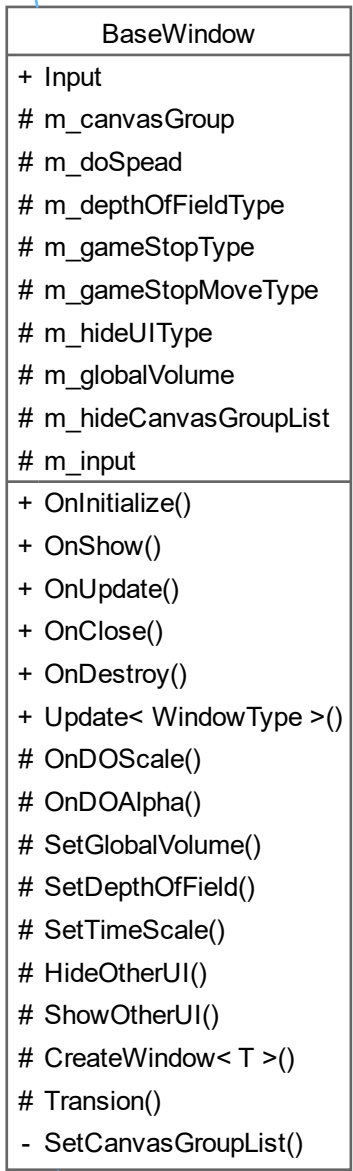 BaseWindow
+ Input
# m_canvasGroup
# m_doSpead
# m_depthOfFieldType
# m_gameStopType
# m_gameStopMoveType
# m_hideUIType
# m_globalVolume
# m_hideCanvasGroupList
# m_input
+ OnInitialize()
+ OnShow()
+ OnUpdate()
+ OnClose()
+ OnDestroy()
+ Update< WindowType >()
# OnDOScale()
# OnDOAlpha()
# SetGlobalVolume()
# SetDepthOfField()
# SetTimeScale()
# HideOtherUI()
# ShowOtherUI()
# CreateWindow< T >()
# Transion()
- SetCanvasGroupList()